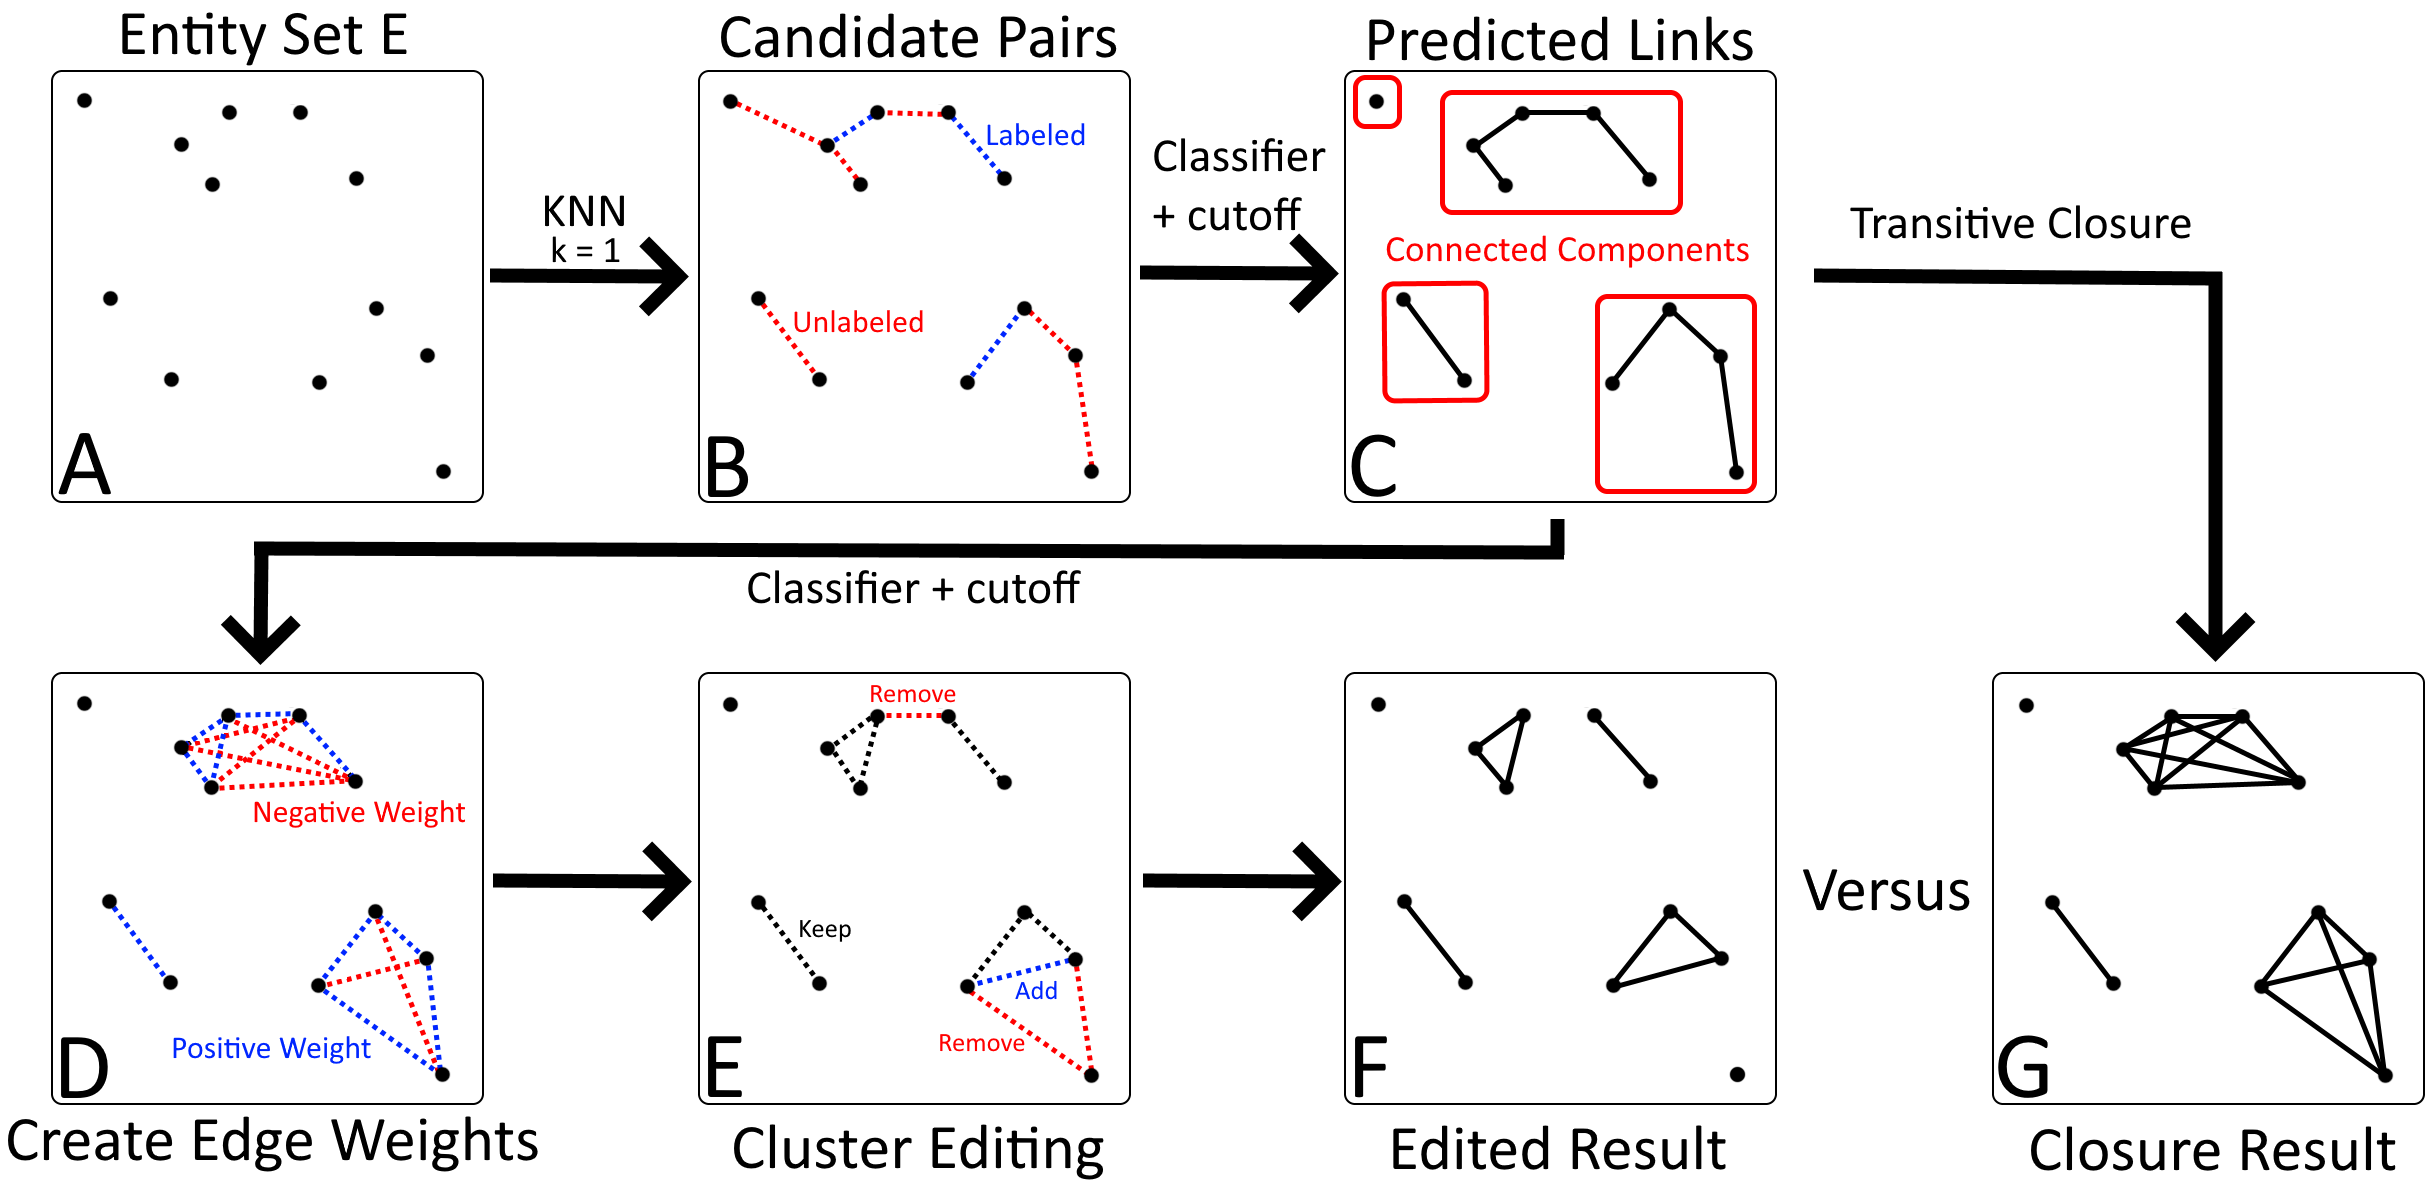 Entity Set E
Candidate Pairs
Predicted Links
A
KNN
k = 1
Labeled
Unlabeled
B
Classifier
+ cutoff
Connected Components
C
Transitive Closure
Classifier + cutoff
Negative Weight
Positive Weight
D
Create Edge Weights
Remove
Keep
Add
Remove
E
Cluster Editing
F
Edited Result
Versus
G
Closure Result